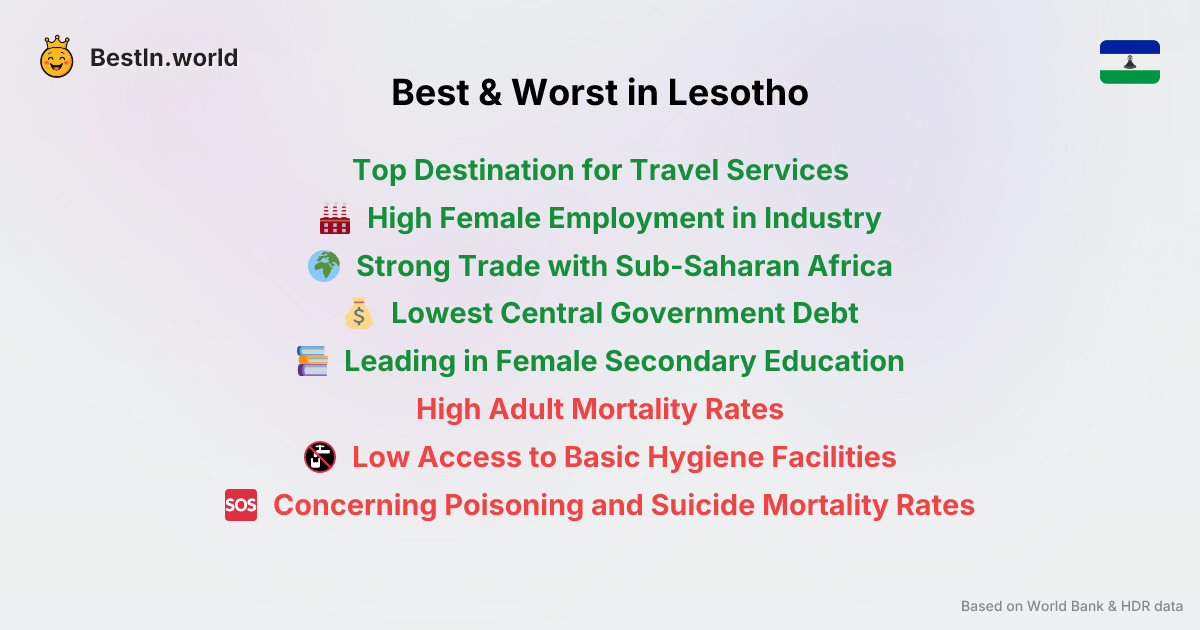 BestIn.world
Best & Worst in Lesotho
Top Destination for Travel Services
High Female Employment in Industry
Strong Trade with Sub-Saharan Africa
$ Lowest Central Government Debt
Leading in Female Secondary Education
High Adult Mortality Rates
Low Access to Basic Hygiene Facilities
SOS Concerning Poisoning and Suicide Mortality Rates
Based on World Bank & HDR data